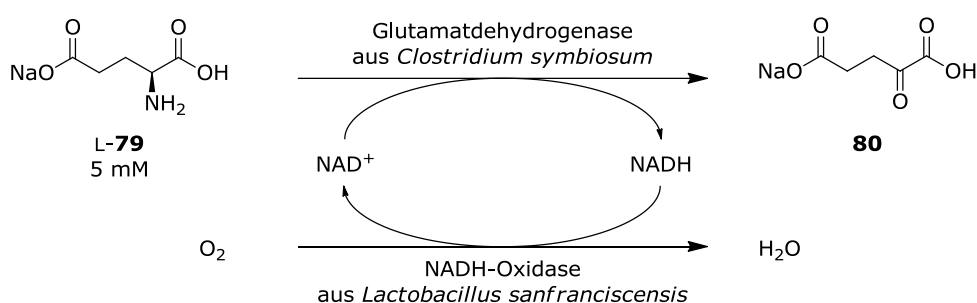 Glutamatdehydrogenase
aus Clostridium symbiosum
O O
NaO OH
NH2
L-79
5 mM
O O
NaO OH
O
80
NAD+ NADH
O2 H2O
NADH-Oxidase
aus Lactobacillus sanfranciscensis